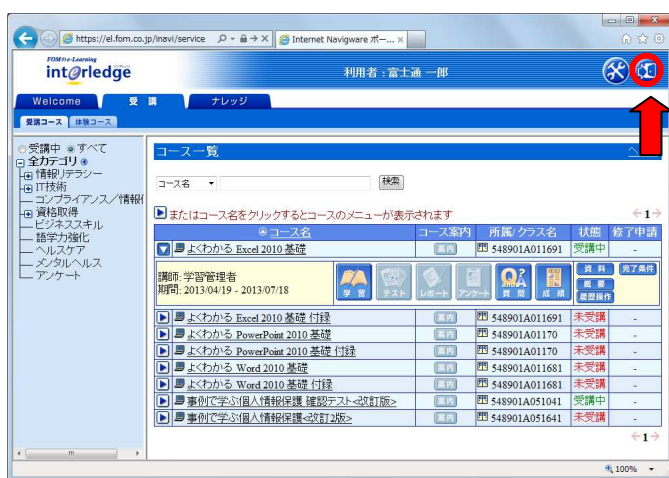 https://el.fom.co.jp/inavi/service
Internet Navigware ポー...
FOMのe-Learning
interledge
利用者 : 富士通 一郎
Welcome
受 講
ナレッジ
受講コース
体験コース
受講中 すべて
全カテゴリ
情報リテラシー
IT技術
コンプライアンス／情報
資格取得
ビジネススキル
語学力強化
ヘルスケア
メンタルヘルス
アンケート
コース一覧
コース名
検索
またはコース名をクリックするとコースのメニューが表示されます
←1→
コース名 コース案内 所属/クラス名 状態 修了申請
よくわかる Excel 2010 基礎 案内 548901A011691 受講中 -
講師: 学習管理者
期間: 2013/04/19 - 2013/07/18
学 習 テスト レポート アンケート 質 問 成 績
資 料 完了条件
概 要
履歴操作
よくわかる Excel 2010 基礎 付録 案内 548901A011691 未受講 -
よくわかる PowerPoint 2010 基礎 案内 548901A01170 未受講 -
よくわかる PowerPoint 2010 基礎 付録 案内 548901A01170 未受講 -
よくわかる Word 2010 基礎 案内 548901A011681 未受講 -
よくわかる Word 2010 基礎 付録 案内 548901A011681 未受講 -
事例で学ぶ個人情報保護 確認テスト<改訂版> 案内 548901A051041 受講中 -
事例で学ぶ個人情報保護<改訂2版> 案内 548901A051641 未受講 -
←1→
100%